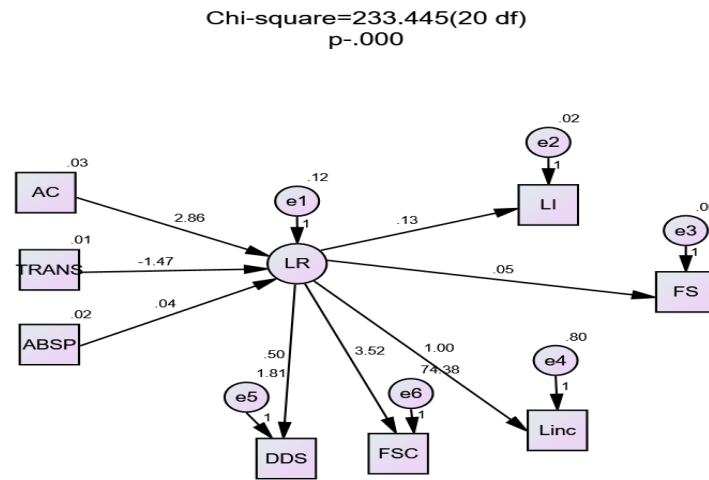 Chi-square=233.445(20 df)
p-.000
.02
e2
1
.03
.12
AC
e1
LI
1
2.86
.13
.0
e3
1
.01
TRANS
-1.47
LR
.05
FS
.02
.04
ABSP
.50
3.52
1.00
.80
1.81
74.38
e4
e5
e6
1
1
1
Linc
DDS
FSC